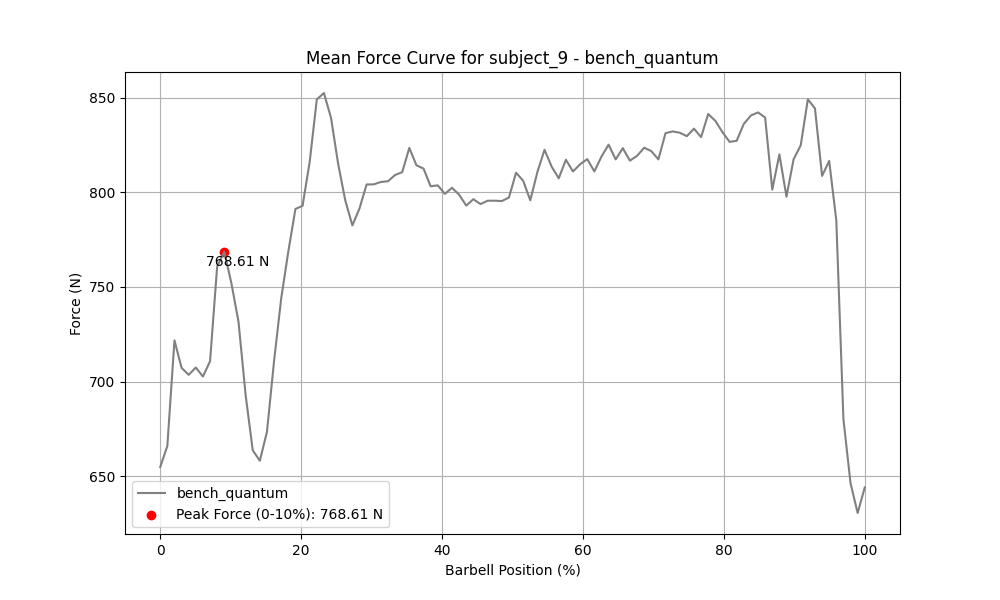 Mean Force Curve for subject_9 - bench_quantum
850
800
750
700
650
Force (N)
768.61 N
bench_quantum
Peak Force (0-10%): 768.61 N
0
20
40
60
80
100
Barbell Position (%)